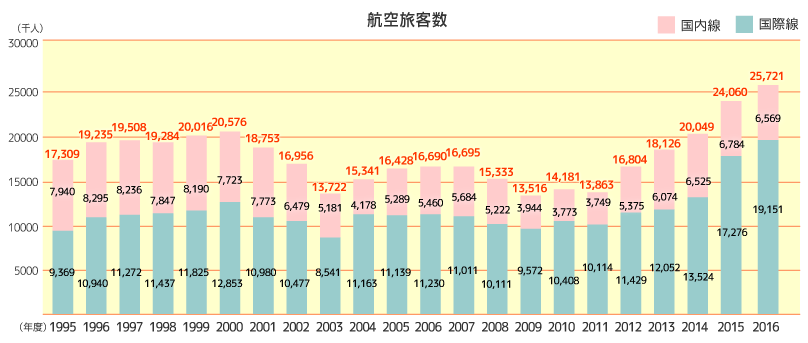 航空旅客数
(千人)
国内線 国際線
30000
25000
20000
15000
10000
5000
17,309 19,235 19,508 19,284 20,016 20,576 18,753 16,956 13,722 15,341 16,428 16,690 16,695 15,333 13,516 14,181 13,863 16,804 18,126 20,049 24,060 25,721
7,940 8,295 8,236 7,847 8,190 7,723 7,773 6,479 5,181 4,178 5,289 5,460 5,684 5,222 3,944 3,773 3,749 5,375 6,074 6,525 6,784 6,569
9,369 10,940 11,272 11,437 11,825 12,853 10,980 10,477 8,541 11,163 11,139 11,230 11,011 10,111 9,572 10,408 10,114 11,429 12,052 13,524 17,276 19,151
(年度) 1995 1996 1997 1998 1999 2000 2001 2002 2003 2004 2005 2006 2007 2008 2009 2010 2011 2012 2013 2014 2015 2016